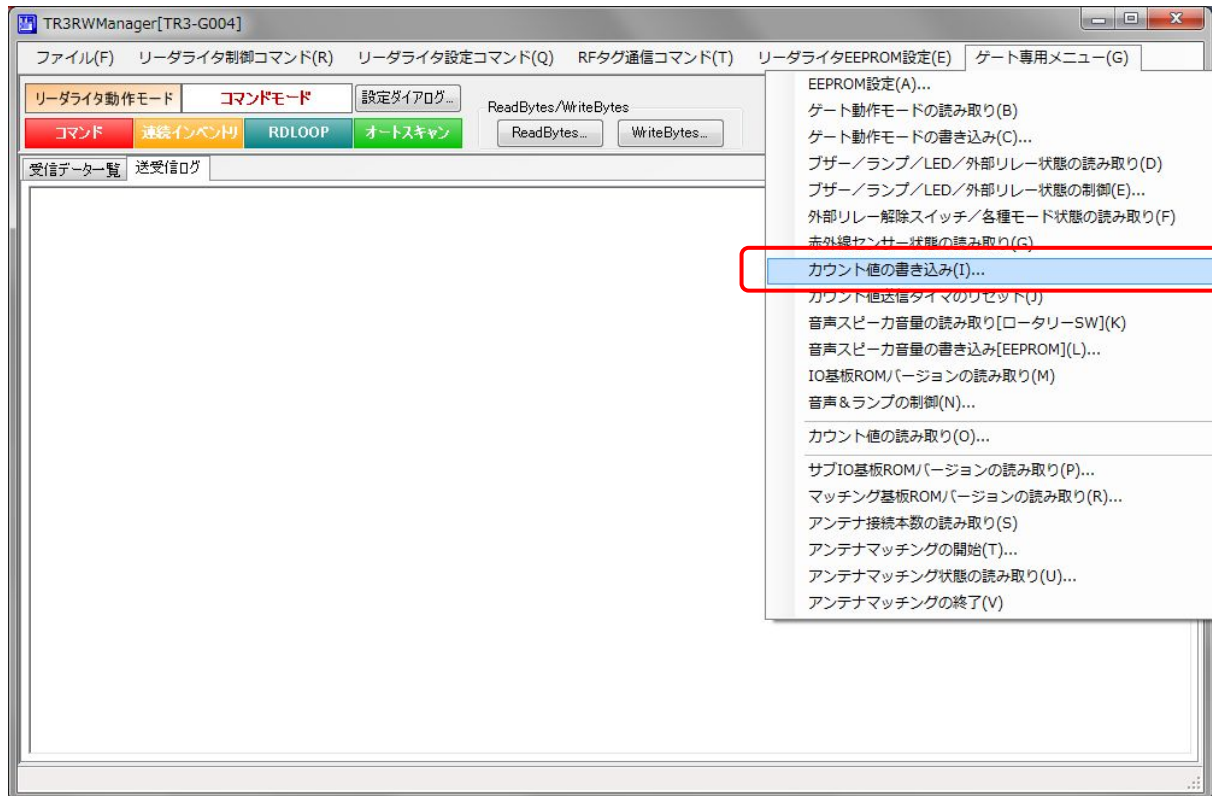 TR3RWManager[TR3-G004]
ファイル(F) リーダライタ制御コマンド(R) リーダライタ設定コマンド(Q) RFタグ通信コマンド(T) リーダライタEEPROM設定(E) ゲート専用メニュー(G)
リーダライタ動作モード コマンドモード 設定ダイアログ...
コマンド 連続インベントリ RDLOOP オートスキャン
ReadBytes/WriteBytes
ReadBytes... WriteBytes...
受信データ一覧 送受信ログ
EEPROM設定(A)...
ゲート動作モードの読み取り(B)
ゲート動作モードの書き込み(C)...
ブザー／ランプ／LED／外部リレー状態の読み取り(D)
ブザー／ランプ／LED／外部リレー状態の制御(E)...
外部リレー解除スイッチ／各種モード状態の読み取り(F)
赤外線センサー状態の読み取り(G)
カウント値の書き込み(I)...
カウント値送信タイマのリセット(J)
音声スピーカ音量の読み取り[ロータリーSW](K)
音声スピーカ音量の書き込み[EEPROM](L)...
IO基板ROMバージョンの読み取り(M)
音声＆ランプの制御(N)...
カウント値の読み取り(O)...
サブIO基板ROMバージョンの読み取り(P)...
マッチング基板ROMバージョンの読み取り(R)...
アンテナ接続本数の読み取り(S)
アンテナマッチングの開始(T)...
アンテナマッチング状態の読み取り(U)...
アンテナマッチングの終了(V)